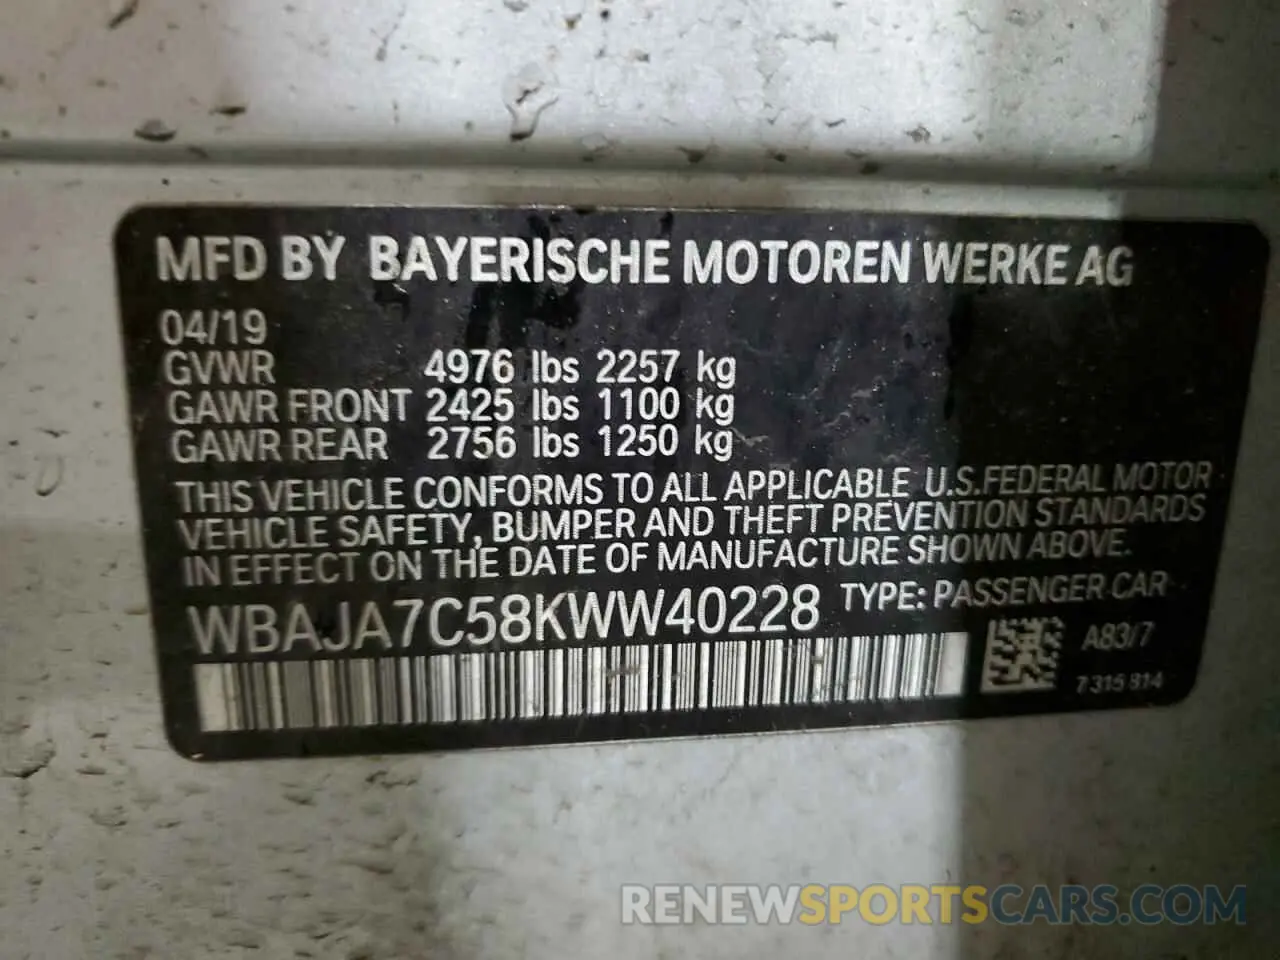 MFD BY BAYERISCHE MOTOREN WERKE AG
04/19
GVWR 4976 lbs 2257 kg
GAWR FRONT 2425 lbs 1100 kg
GAWR REAR 2756 lbs 1250 kg
THIS VEHICLE CONFORMS TO ALL APPLICABLE U.S.FEDERAL MOTOR
VEHICLE SAFETY, BUMPER AND THEFT PREVENTION STANDARDS
IN EFFECT ON THE DATE OF MANUFACTURE SHOWN ABOVE.
WBAJA7C58KWW40228 TYPE: PASSENGER CAR
A83/7
7 315 814
RENEWSPORTSCARS.COM